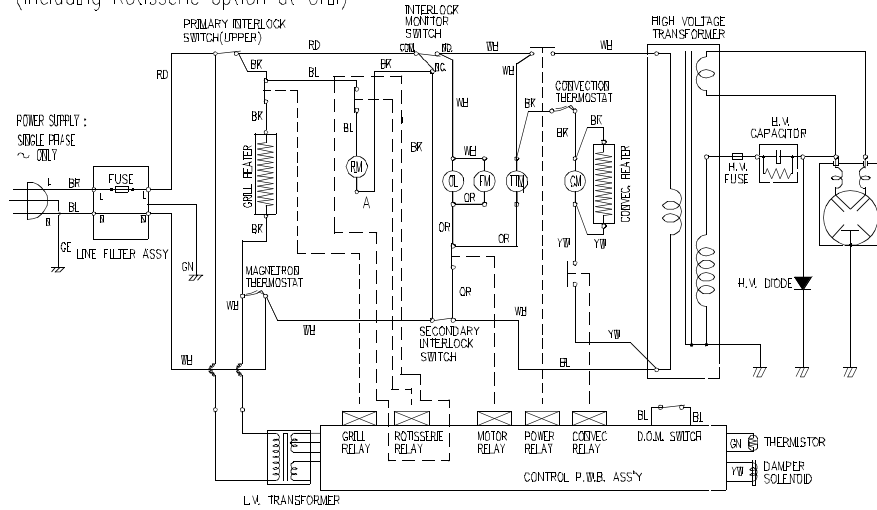 (Including Rotisserie option
PRIMARY INTERLOCK
SWITCH(UPPER)
INTERLOCK
MONITOR
SWITCH
HIGH VOLTAGE
TRANSFORMER
RD
COM.
NO.
WH
WH
RD
BK
BL
BK
NC.
WH
CONVECTION
THERMOSTAT
POWER SUPPLY :
SINGLE PHASE
~ ONLY
BK
BL
BK
WH
BK
BK
BK
H.V.
CAPACITOR
GRILL HEATER
RM
WH
CONVEC. HEATER
H.V.
FUSE
L
BR
FUSE
L
L
A
OL
FM
TTM
CM
BL
N
N
N
OR
BK
OR
OR
YW
YW
GE
LINE FILTER ASSY
GN
MAGNETRON
THERMOSTAT
H.V. DIODE
WH
OR
WH
SECONDARY
INTERLOCK
SWITCH
WH
YW
WH
BL
BL
BL
GRILL
RELAY
ROTISSERIE
RELAY
MOTOR
RELAY
POWER
RELAY
CONVEC
RELAY
D.O.M. SWITCH
GN
THERMISTOR
CONTROL P.W.B. ASS'Y
YW
DAMPER
SOLENOID
L.V. TRANSFORMER